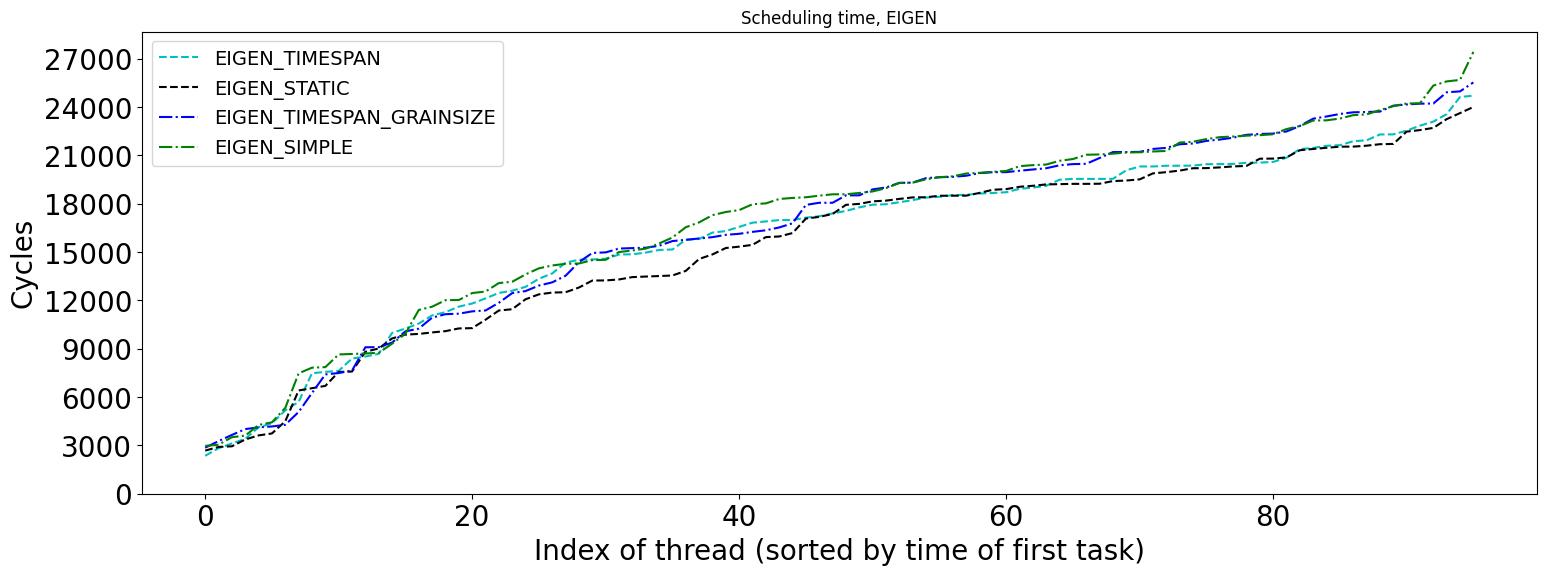 Scheduling time, EIGEN
EIGEN_TIMESPAN
EIGEN_STATIC
EIGEN_TIMESPAN_GRAINSIZE
EIGEN_SIMPLE
Cycles
27000
24000
21000
18000
15000
12000
9000
6000
3000
0
0 20 40 60 80
Index of thread (sorted by time of first task)